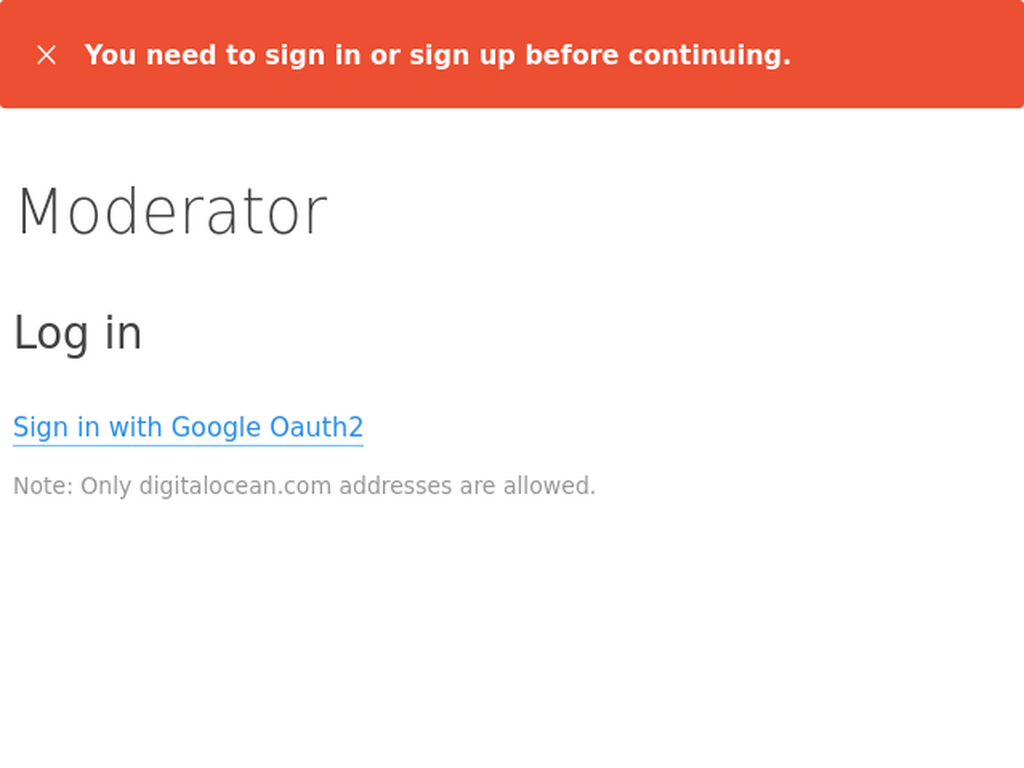 You need to sign in or sign up before continuing.
Moderator
Log in
Sign in with Google Oauth2
Note: Only digitalocean.com addresses are allowed.